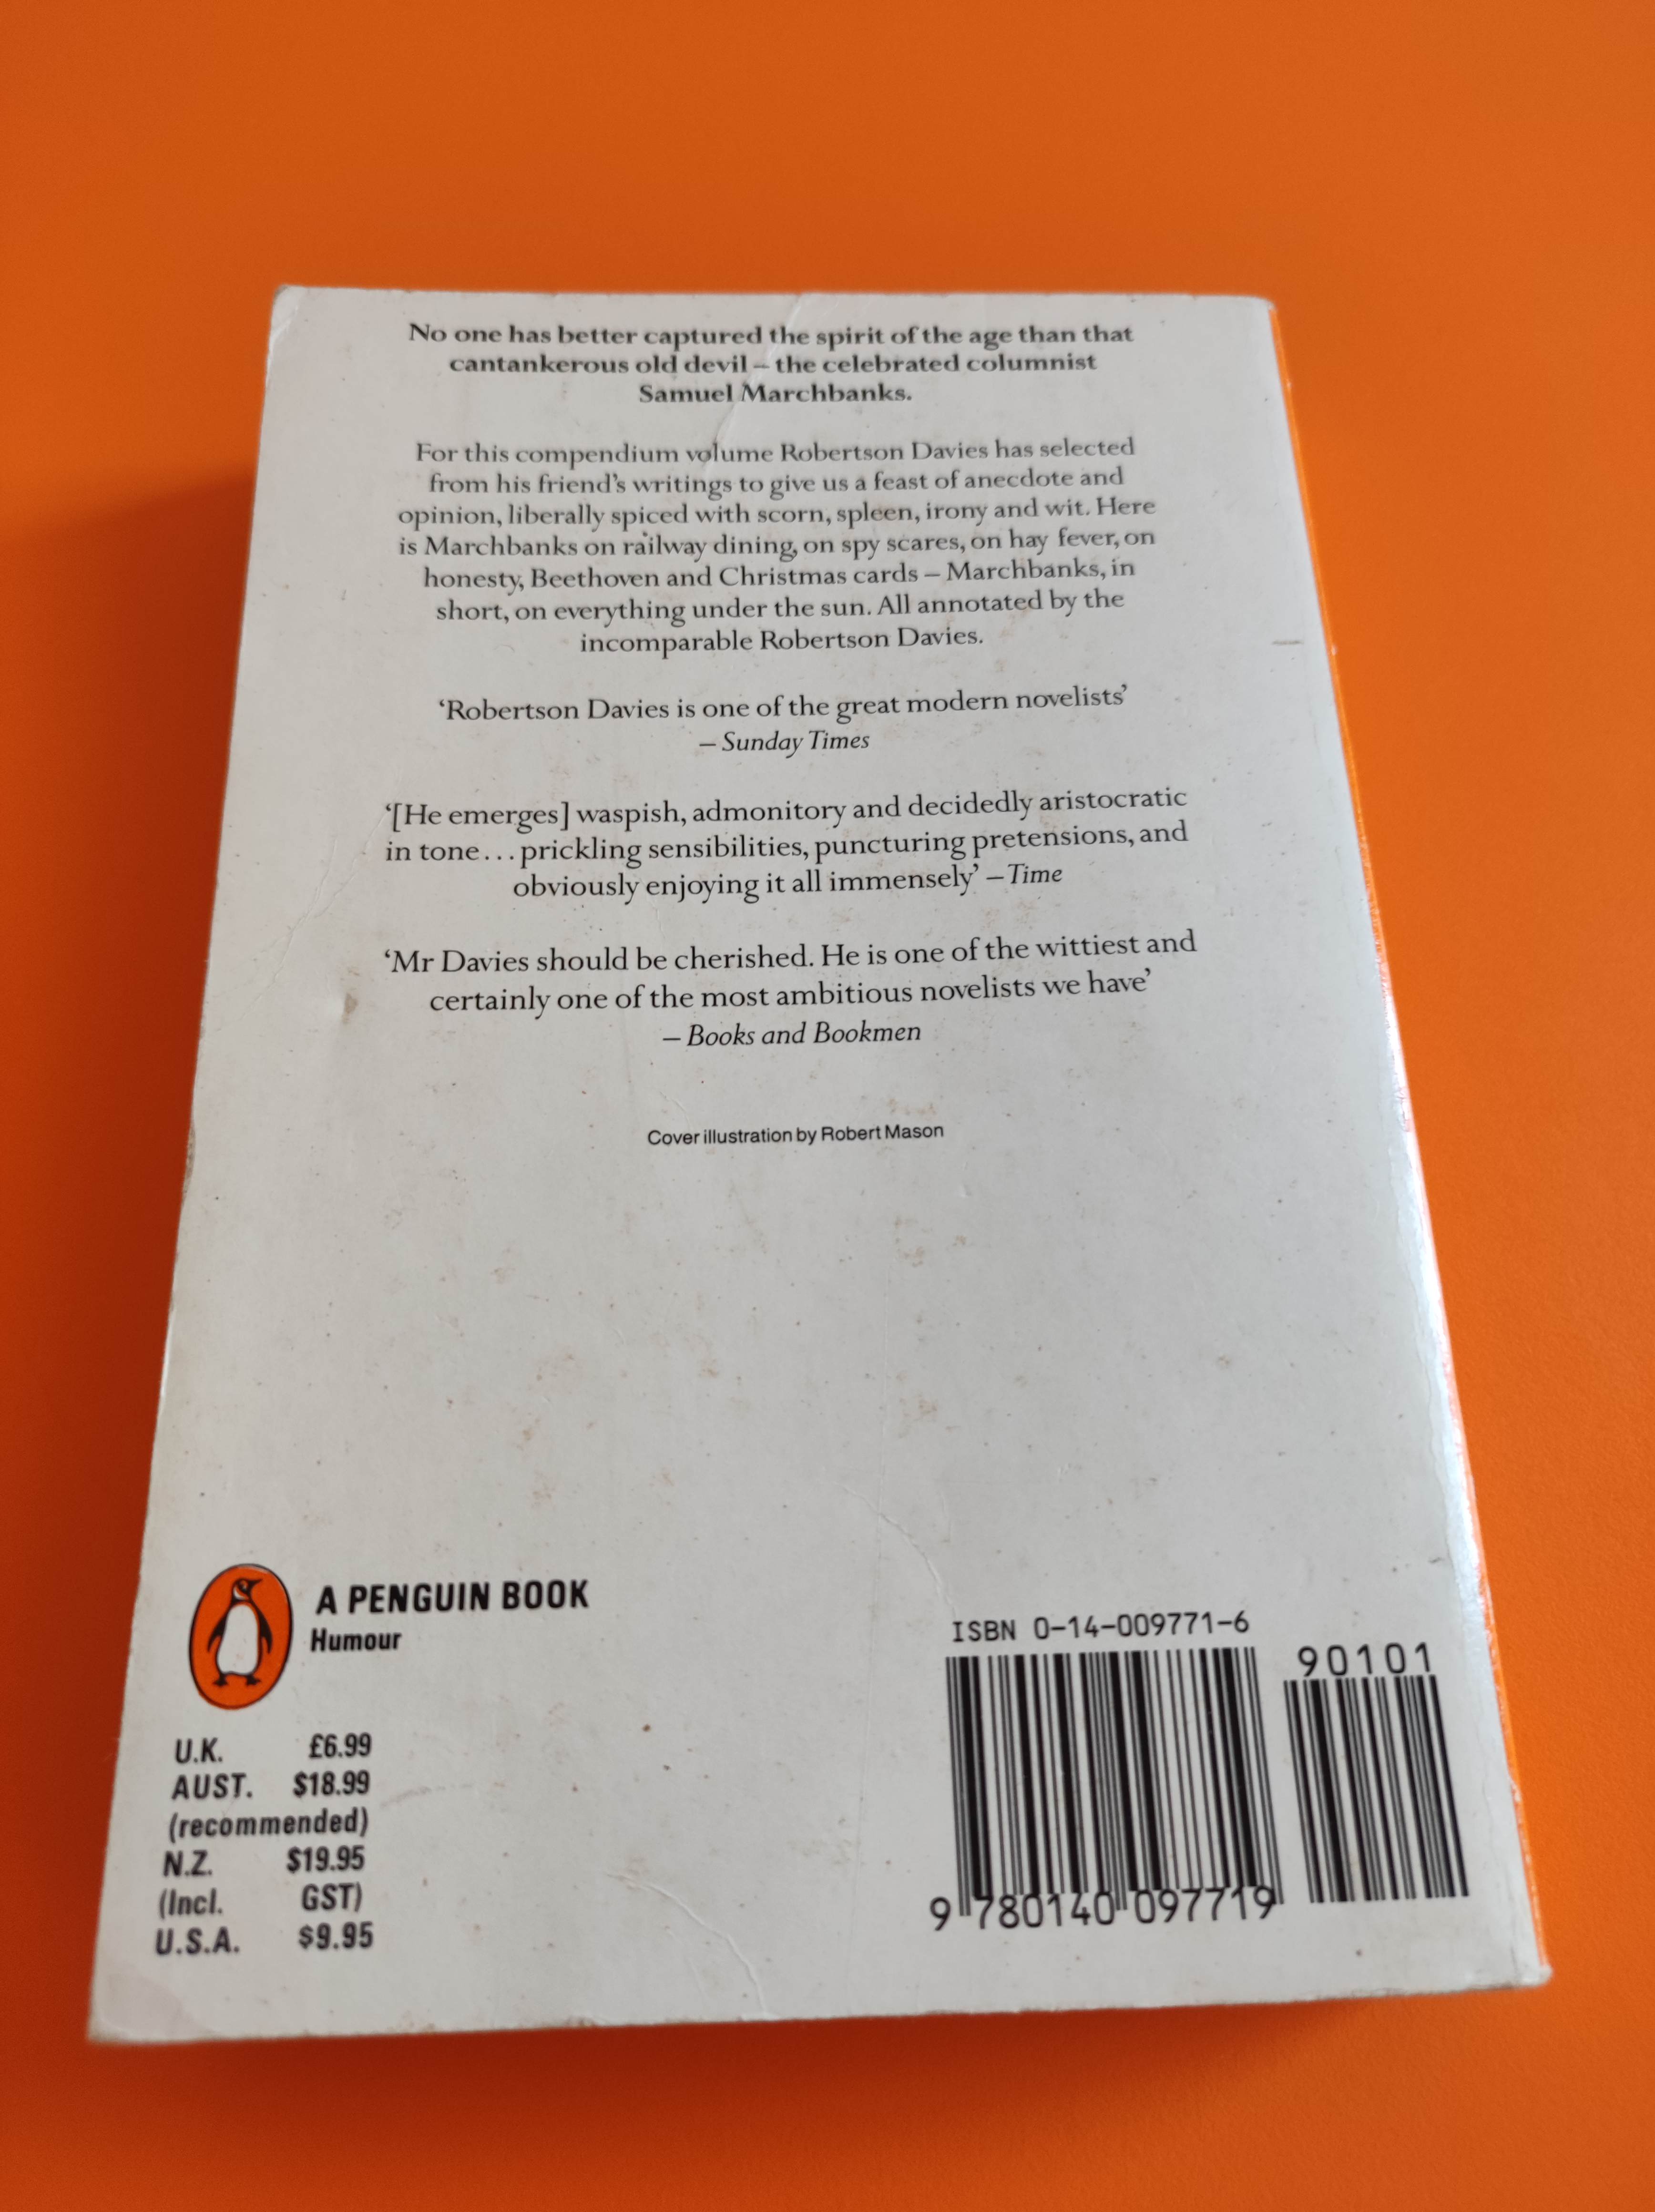 No one has better captured the spirit of the age than that
cantankerous old devil – the celebrated columnist
Samuel Marchbanks.
For this compendium volume Robertson Davies has selected
from his friend's writings to give us a feast of anecdote and
opinion, liberally spiced with scorn, spleen, irony and wit. Here
is Marchbanks on railway dining, on spy scares, on hay fever, on
honesty, Beethoven and Christmas cards – Marchbanks, in
short, on everything under the sun. All annotated by the
incomparable Robertson Davies.
‘Robertson Davies is one of the great modern novelists’
– Sunday Times
‘[He emerges] waspish, admonitory and decidedly aristocratic
in tone... prickling sensibilities, puncturing pretensions, and
obviously enjoying it all immensely’ – Time
‘Mr Davies should be cherished. He is one of the wittiest and
certainly one of the most ambitious novelists we have’
– Books and Bookmen
Cover illustration by Robert Mason
A PENGUIN BOOK
Humour
U.K. £6.99
AUST. $18.99
(recommended)
N.Z. $19.95
(Incl. GST)
U.S.A. $9.95
ISBN 0-14-009771-6
90101
9 780140 097719